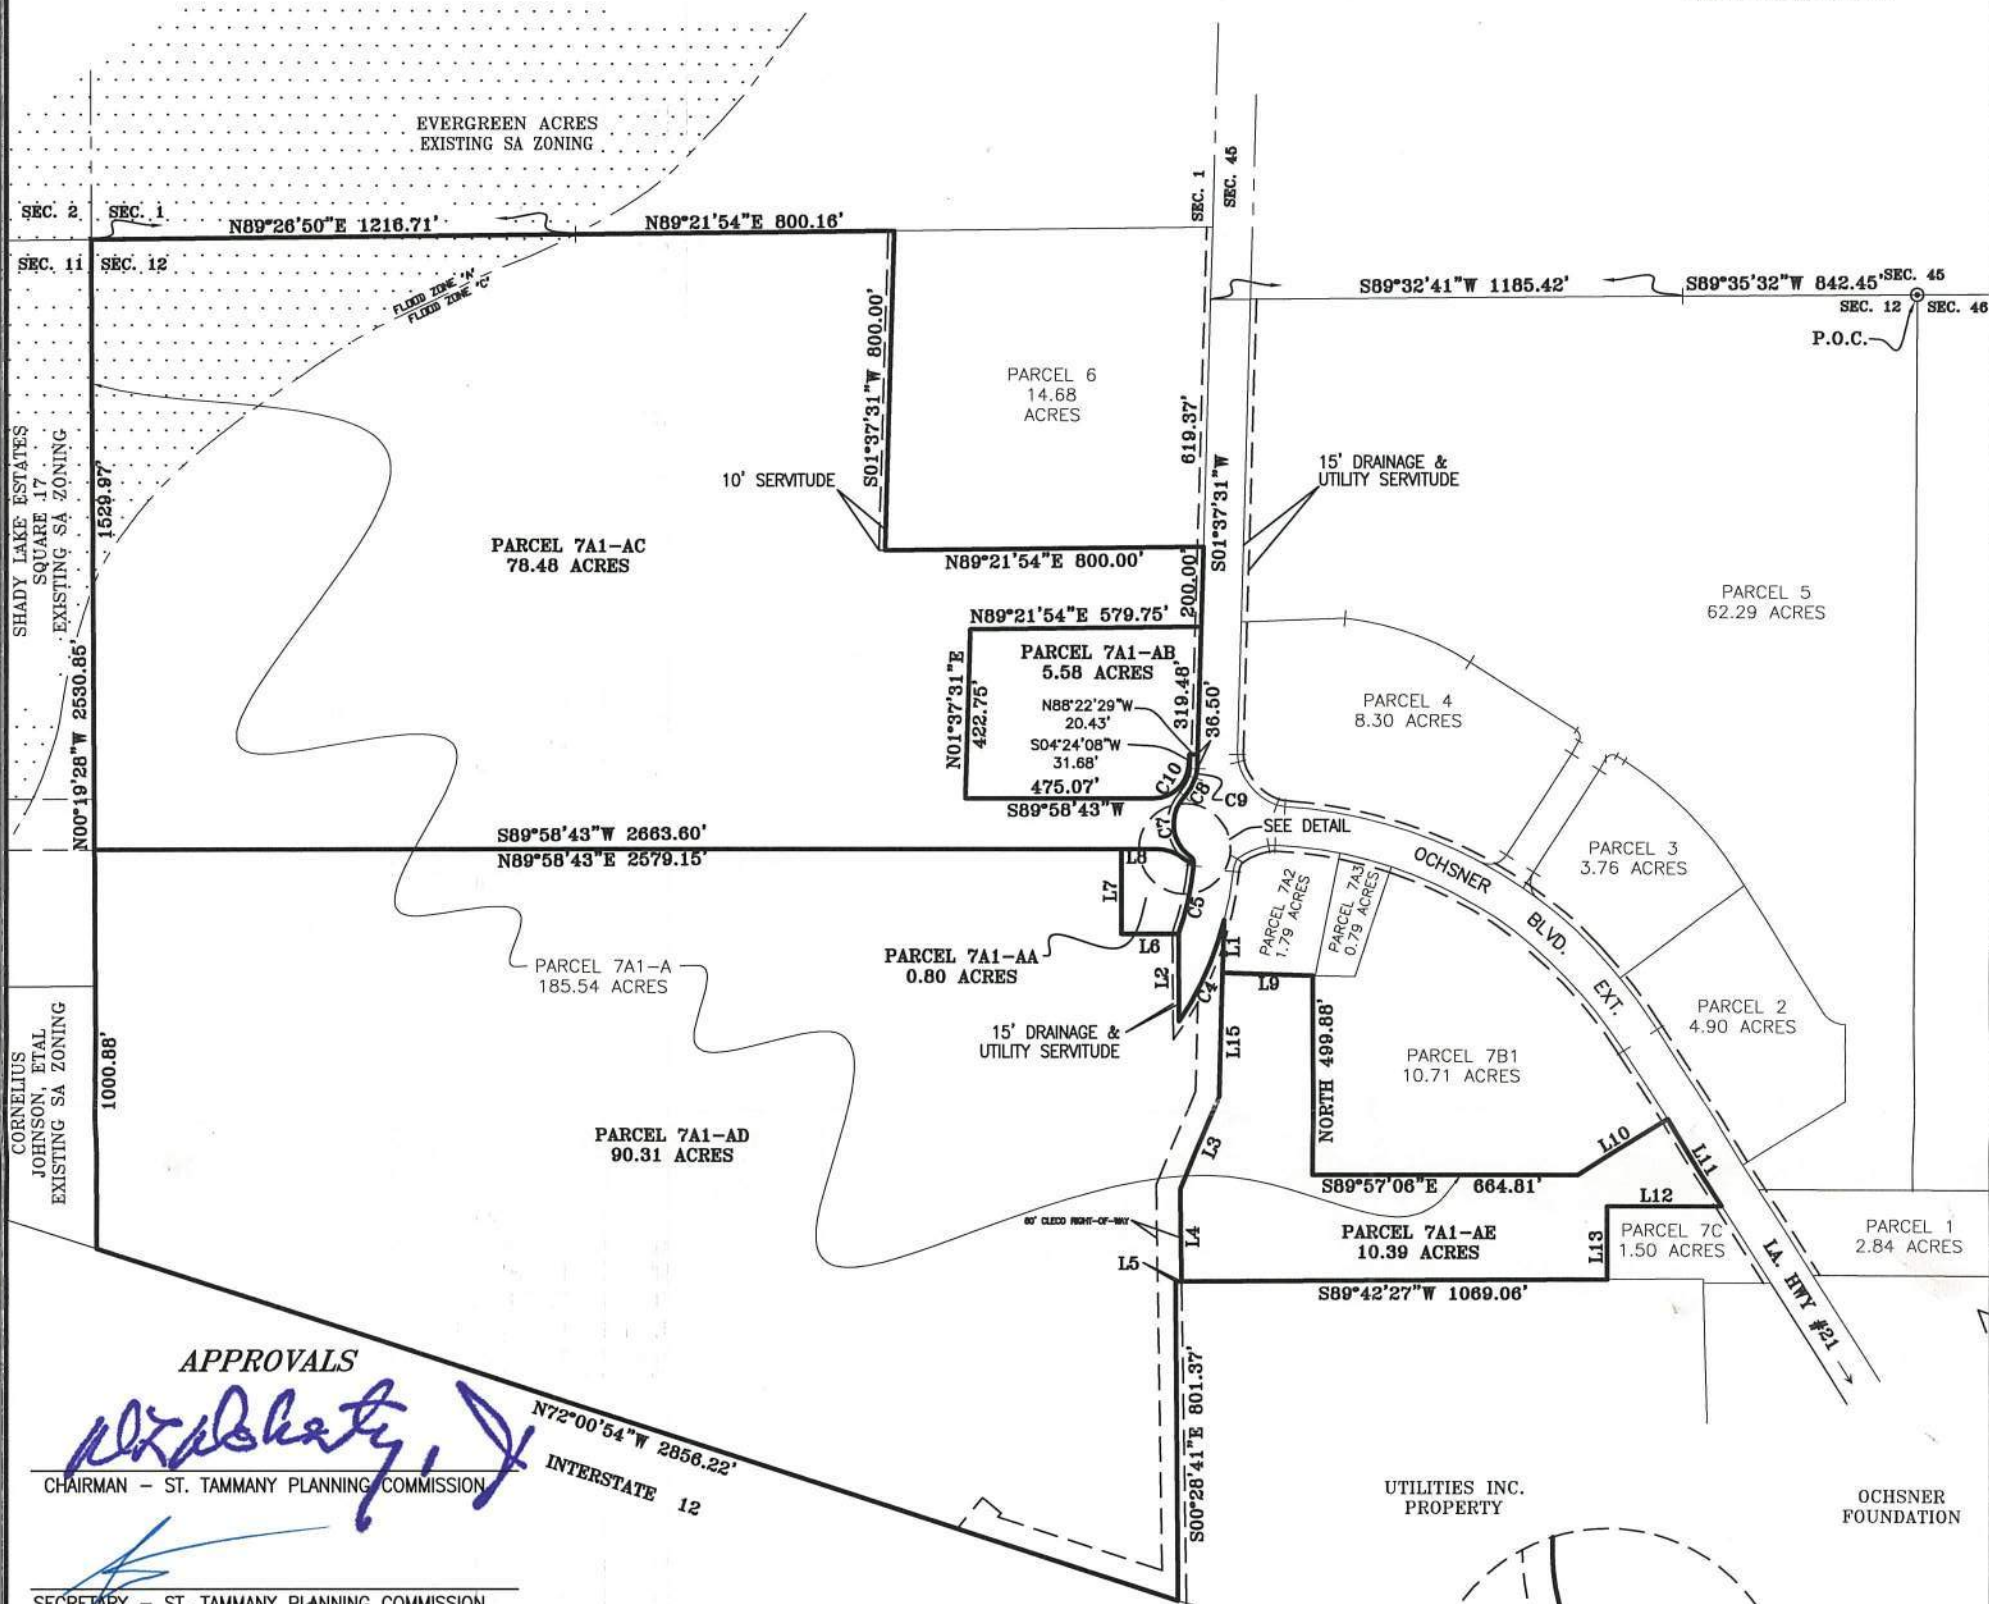 EVERGREEN ACRES
EXISTING SA ZONING
SEC. 2
SEC. 1
N89°26'50"E 1216.71'
N89°21'54"E 800.16'
SEC. 1
SEC. 45
SEC. 11
SEC. 12
FLOOD ZONE "A"
FLOOD ZONE "C"
S89°32'41"W 1185.42'
S89°35'32"W 842.45'
SEC. 45
SEC. 12
SEC. 46
P.O.C.
S01°37'31"W 800.00'
PARCEL 6
14.68
ACRES
619.37'
S01°37'31"W
10' SERVITUDE
15' DRAINAGE &
UTILITY SERVITUDE
SHADY LAKE ESTATES
SQUARE 17
EXISTING SA ZONING
1529.97'
N00°19'28"W 2530.85'
PARCEL 7A1-AC
78.48 ACRES
N89°21'54"E 800.00'
200.00'
N89°21'54"E 579.75'
PARCEL 7A1-AB
5.58 ACRES
N88°22'29"W
20.43'
S04°24'08"W
31.68'
319.48'
36.50'
N01°37'31"E
422.75'
475.07'
S89°58'43"W
C10
C8
C9
C7
SEE DETAIL
PARCEL 5
62.29 ACRES
PARCEL 4
8.30 ACRES
PARCEL 3
3.76 ACRES
S89°58'43"W 2663.60'
N89°58'43"E 2579.15'
L8
L7
C5
L6
L2
L1
C4
L9
L15
OCHSNER
BLVD.
EXT.
PARCEL 7A2
1.79 ACRES
PARCEL 7A3
0.79 ACRES
PARCEL 7A1-AA
0.80 ACRES
PARCEL 7A1-A
185.54 ACRES
15' DRAINAGE &
UTILITY SERVITUDE
PARCEL 2
4.90 ACRES
PARCEL 7B1
10.71 ACRES
NORTH 499.88'
CORNELIUS
JOHNSON, ETAL
EXISTING SA ZONING
1000.88'
PARCEL 7A1-AD
90.31 ACRES
L3
L10
L11
S89°57'06"E 664.81'
L12
60' CLECO RIGHT-OF-WAY
L4
L5
PARCEL 7A1-AE
10.39 ACRES
L13
PARCEL 7C
1.50 ACRES
PARCEL 1
2.84 ACRES
S89°42'27"W 1069.06'
LA. HWY #21
APPROVALS
N72°00'54"W 2856.22'
INTERSTATE 12
S00°28'41"E 801.37'
CHAIRMAN – ST. TAMMANY PLANNING COMMISSION
UTILITIES INC.
PROPERTY
OCHSNER
FOUNDATION
SECRETARY – ST. TAMMANY PLANNING COMMISSION